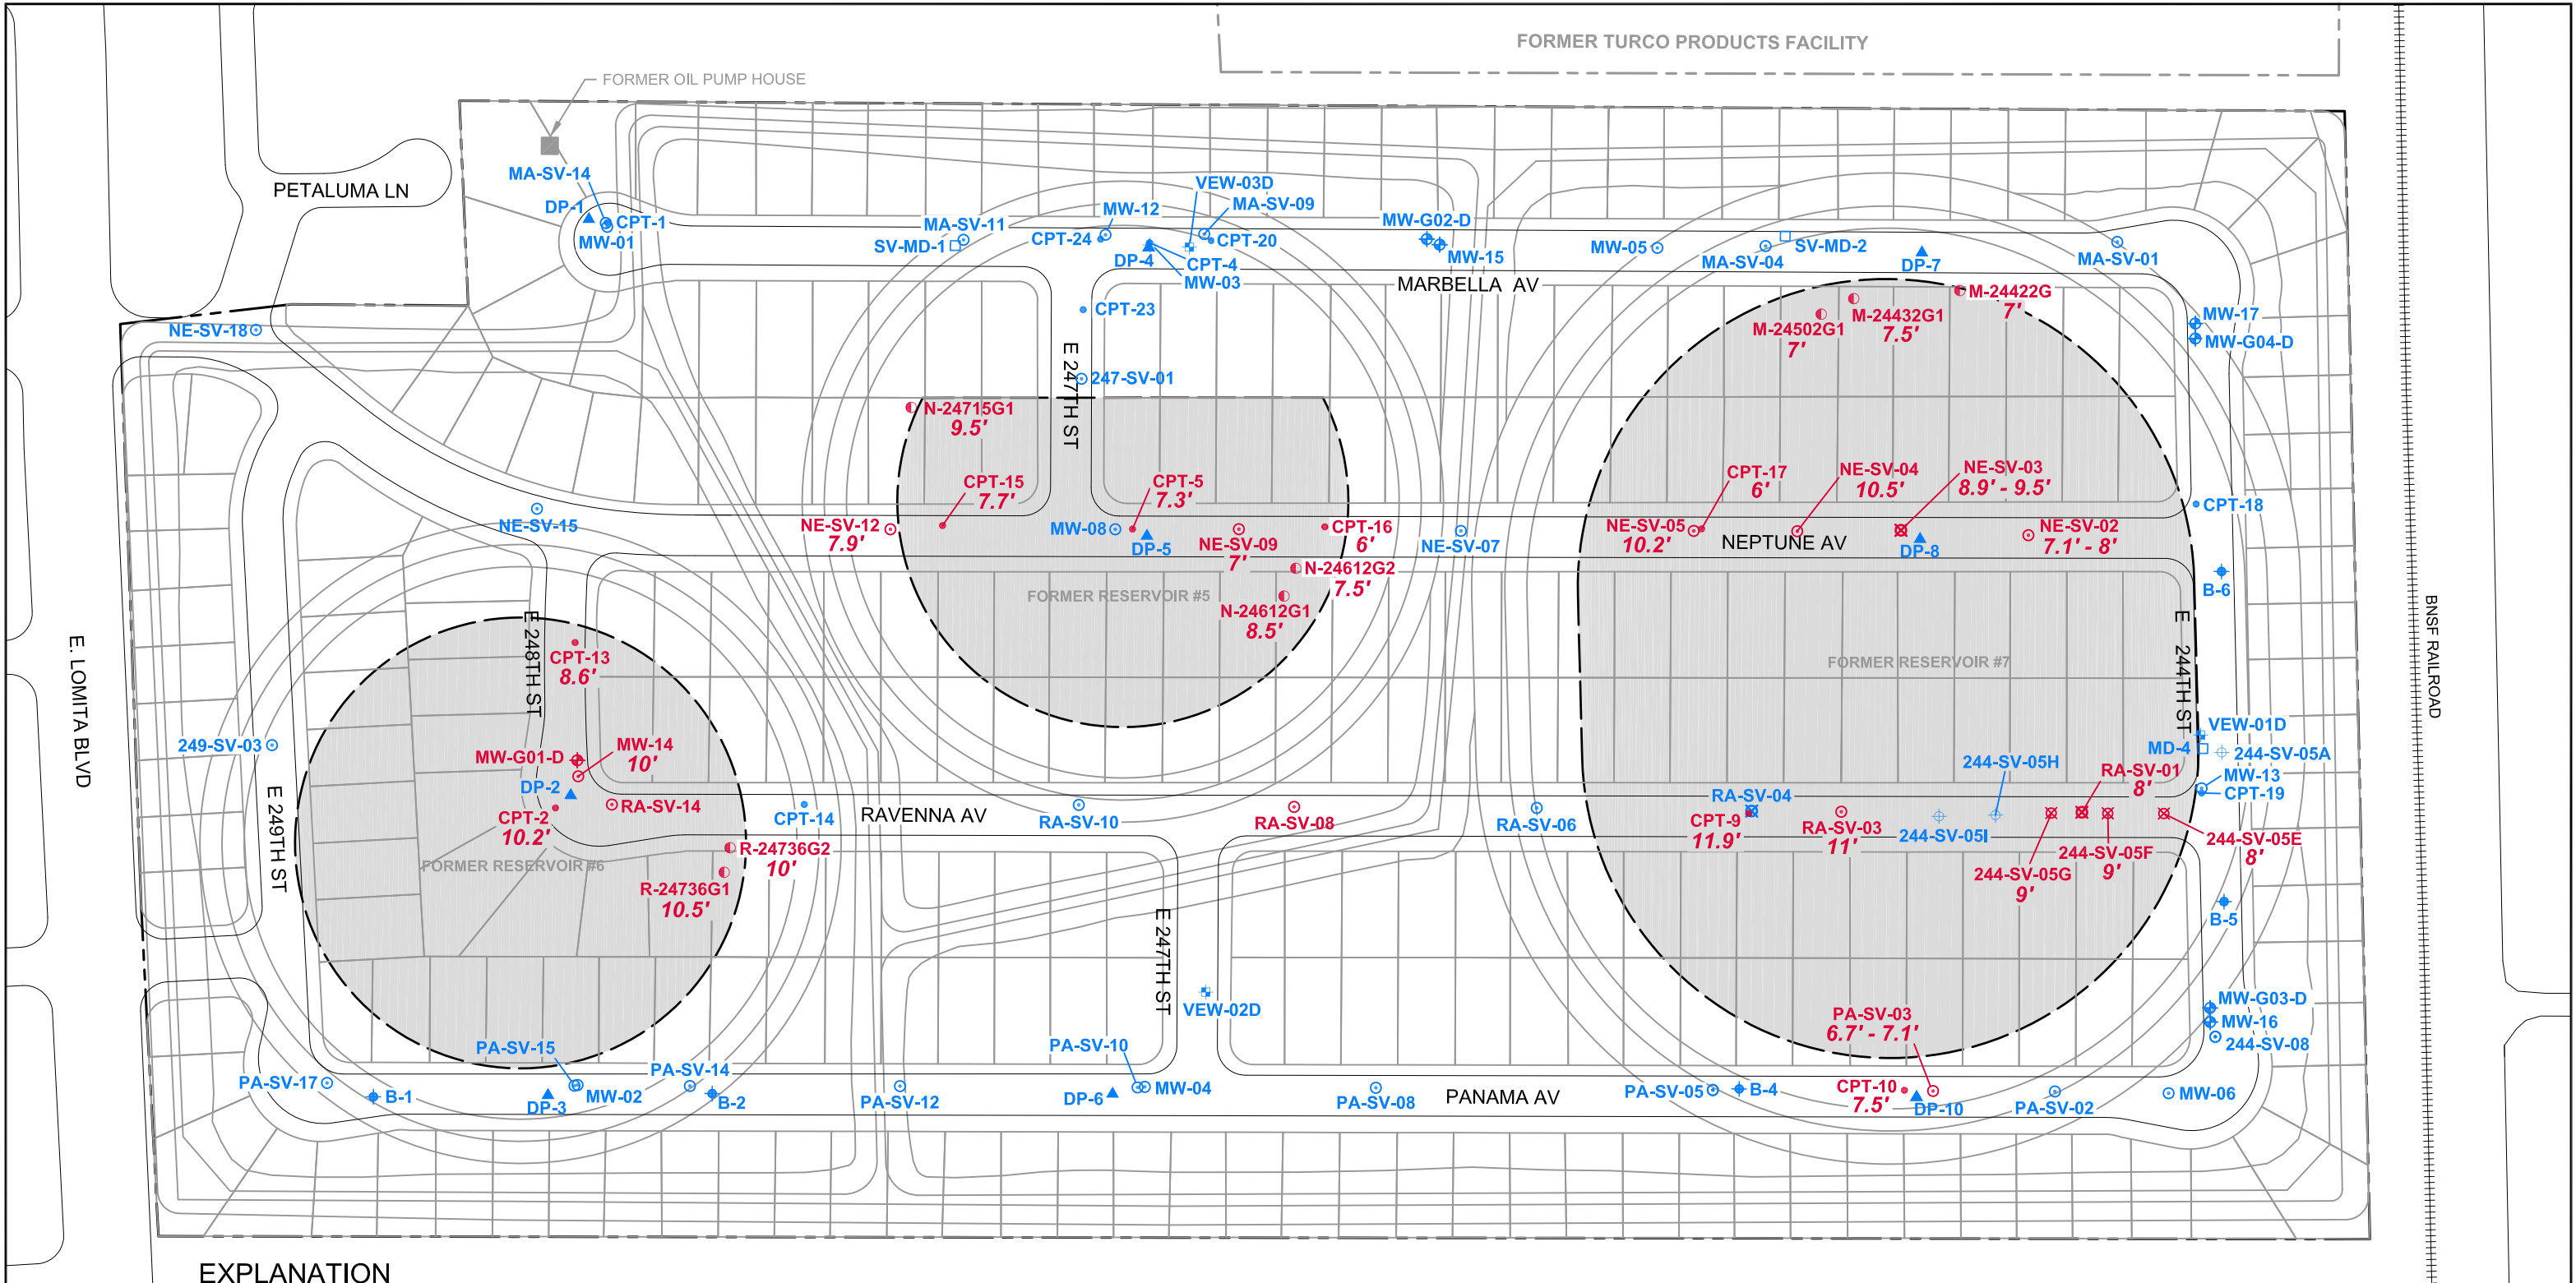 FORMER TURCO PRODUCTS FACILITY
FORMER OIL PUMP HOUSE
PETALUMA LN
MA-SV-14
DP-1
CPT-1
MW-01
MA-SV-11
SV-MD-1
CPT-24
MW-12
VEW-03D
MA-SV-09
CPT-20
DP-4
CPT-4
MW-03
MW-G02-D
MW-15
MW-05
MA-SV-04
SV-MD-2
DP-7
MA-SV-01
MARBELLA AV
CPT-23
NE-SV-18
M-24502G1
7'
M-24432G1
7.5'
M-24422G
7'
MW-17
MW-G04-D
E 247TH ST
247-SV-01
N-24715G1
9.5'
CPT-15
7.7'
CPT-5
7.3'
CPT-17
6'
NE-SV-04
10.5'
NE-SV-03
8.9' - 9.5'
CPT-18
NE-SV-15
NE-SV-12
7.9'
MW-08
DP-5
NE-SV-09
7'
CPT-16
6'
NE-SV-07
NE-SV-05
10.2'
NEPTUNE AV
DP-8
NE-SV-02
7.1' - 8'
N-24612G2
7.5'
N-24612G1
8.5'
FORMER RESERVOIR #5
B-6
E. LOMITA BLVD
E 248TH ST
CPT-13
8.6'
FORMER RESERVOIR #7
E 244TH ST
BNSF RAILROAD
249-SV-03
MW-G01-D
MW-14
10'
DP-2
RA-SV-14
CPT-2
10.2'
VEW-01D
MD-4
244-SV-05A
MW-13
CPT-19
244-SV-05H
RA-SV-01
8'
E 249TH ST
CPT-14
RAVENNA AV
RA-SV-10
RA-SV-08
RA-SV-06
RA-SV-04
CPT-9
11.9'
RA-SV-03
11'
244-SV-05I
244-SV-05G
9'
244-SV-05F
9'
244-SV-05E
8'
FORMER RESERVOIR #6
R-24736G2
10'
R-24736G1
10.5'
B-5
E 247TH ST
VEW-02D
PA-SV-03
6.7' - 7.1'
MW-G03-D
MW-16
244-SV-08
PA-SV-15
PA-SV-14
PA-SV-10
PA-SV-17
B-1
DP-3
MW-02
B-2
PA-SV-12
DP-6
MW-04
PA-SV-08
PANAMA AV
PA-SV-05
B-4
CPT-10
7.5'
DP-10
PA-SV-02
MW-06
EXPLANATION